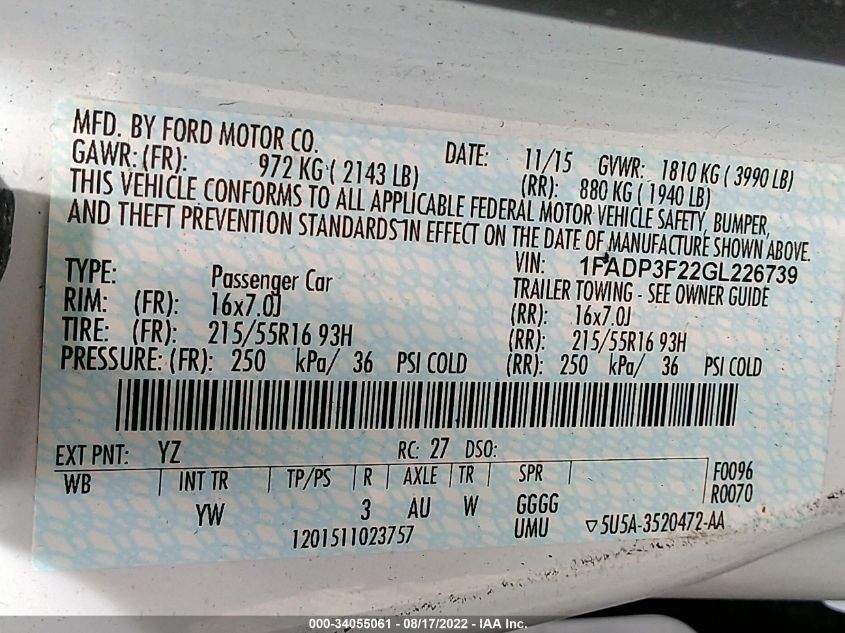 MFD. BY FORD MOTOR CO. DATE: 11/15 GVWR: 1810 KG ( 3990 LB)
GAWR: (FR): 972 KG ( 2143 LB) (RR): 880 KG ( 1940 LB)
THIS VEHICLE CONFORMS TO ALL APPLICABLE FEDERAL MOTOR VEHICLE SAFETY, BUMPER,
AND THEFT PREVENTION STANDARDS IN EFFECT ON THE DATE OF MANUFACTURE SHOWN ABOVE.
VIN: 1FADP3F22GL226739
TYPE: Passenger Car TRAILER TOWING - SEE OWNER GUIDE
RIM: (FR): 16x7.0J (RR): 16x7.0J
TIRE: (FR): 215/55R16 93H (RR): 215/55R16 93H
PRESSURE: (FR): 250 kPa/ 36 PSI COLD (RR): 250 kPa/ 36 PSI COLD
EXT PNT: YZ RC: 27 DSO:
WB INT TR TP/PS R AXLE TR SPR F0096
R0070
YW 3 AU W GGGG
1201511023757 UMU ▽5U5A-3520472-AA
000-34055061 - 08/17/2022 - IAA Inc.